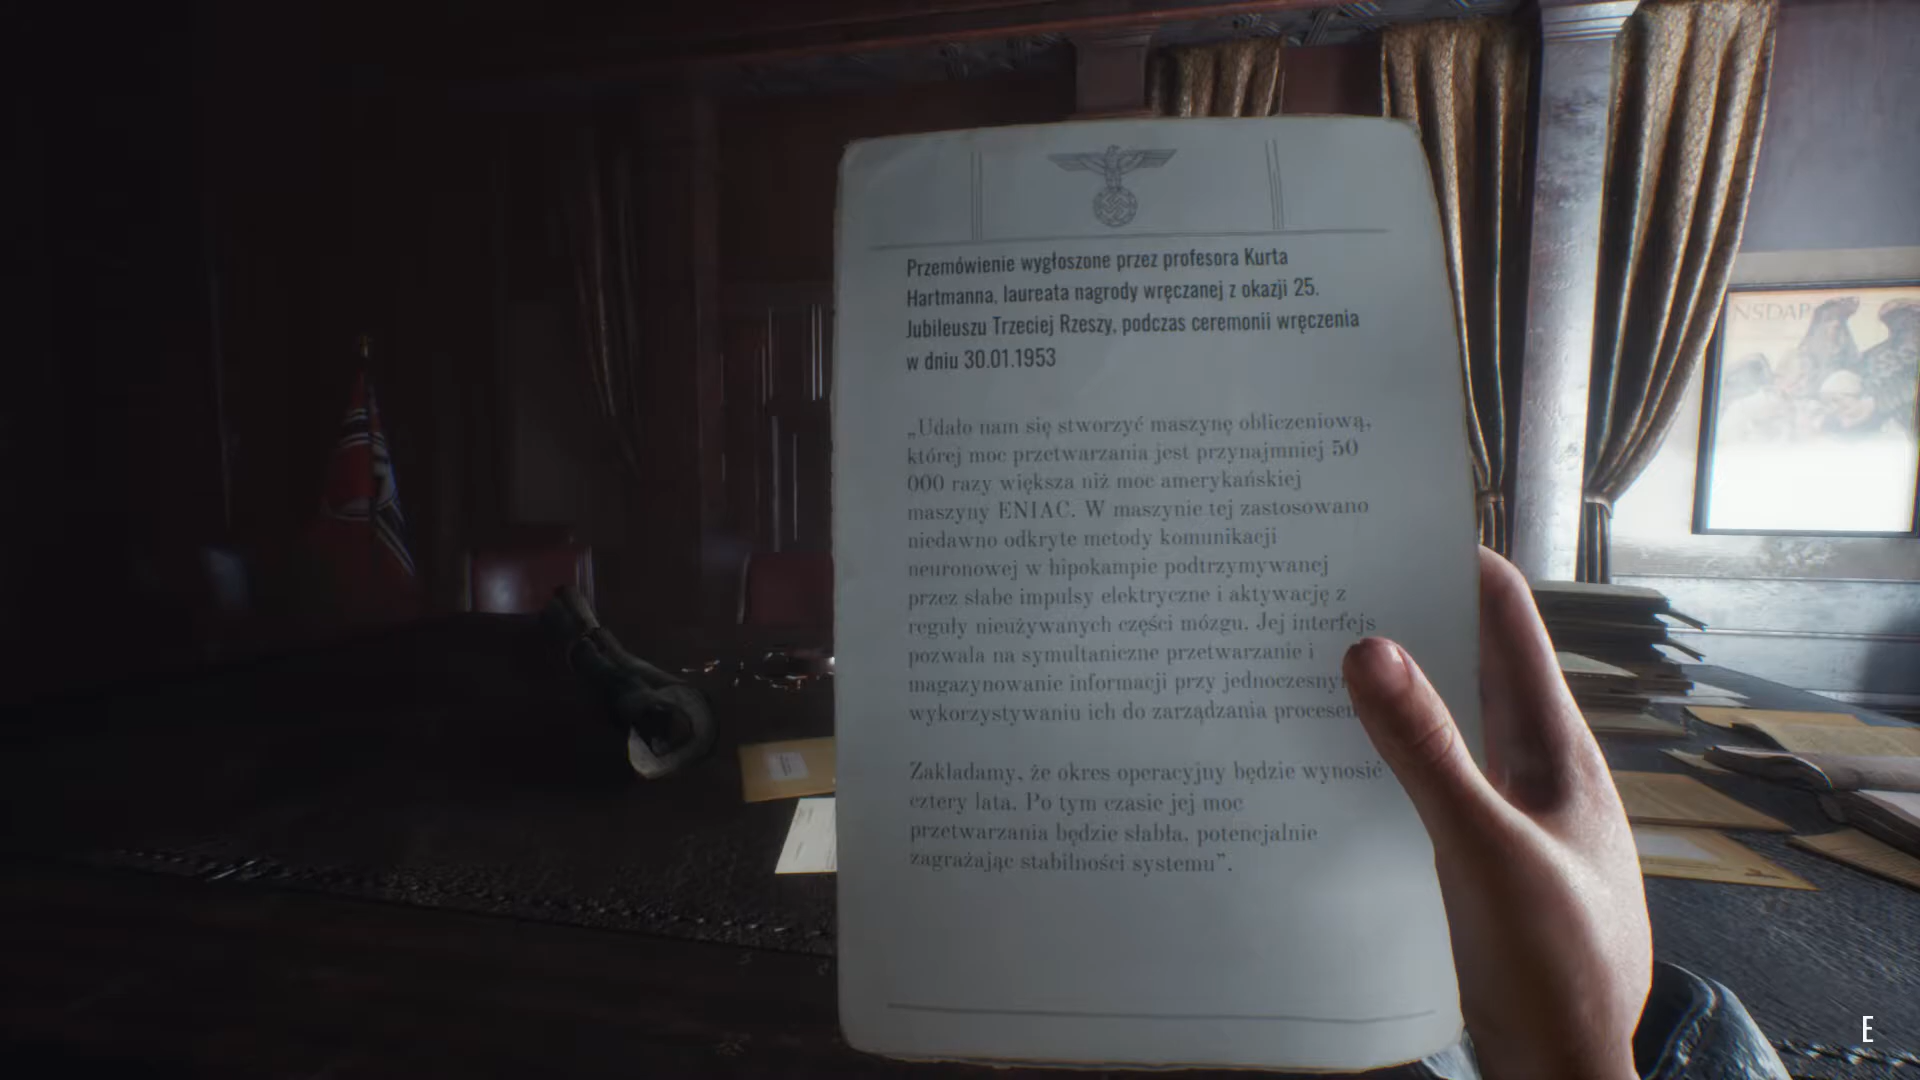 Przemówienie wygłoszone przez profesora Kurta
Hartmanna, laureata nagrody wręczanej z okazji 25.
Jubileuszu Trzeciej Rzeszy, podczas ceremonii wręczenia
w dniu 30.01.1953
„Udało nam się stworzyć maszynę obliczeniową,
której moc przetwarzania jest przynajmniej 50
000 razy większa niż moc amerykańskiej
maszyny ENIAC. W maszynie tej zastosowano
niedawno odkryte metody komunikacji
neuronowej w hipokampie podtrzymywanej
przez słabe impulsy elektryczne i aktywację z
reguły nieużywanych części mózgu. Jej interfejs
pozwala na symultaniczne przetwarzanie i
magazynowanie informacji przy
wykorzystywaniu ich do zarządzania
Zakładamy, że okres operacyjny będzie wynosić
cztery lata. Po tym czasie jej moc
przetwarzania będzie słabła, potencjalnie
zagrażając stabilności systemu”.
NSDAP
E